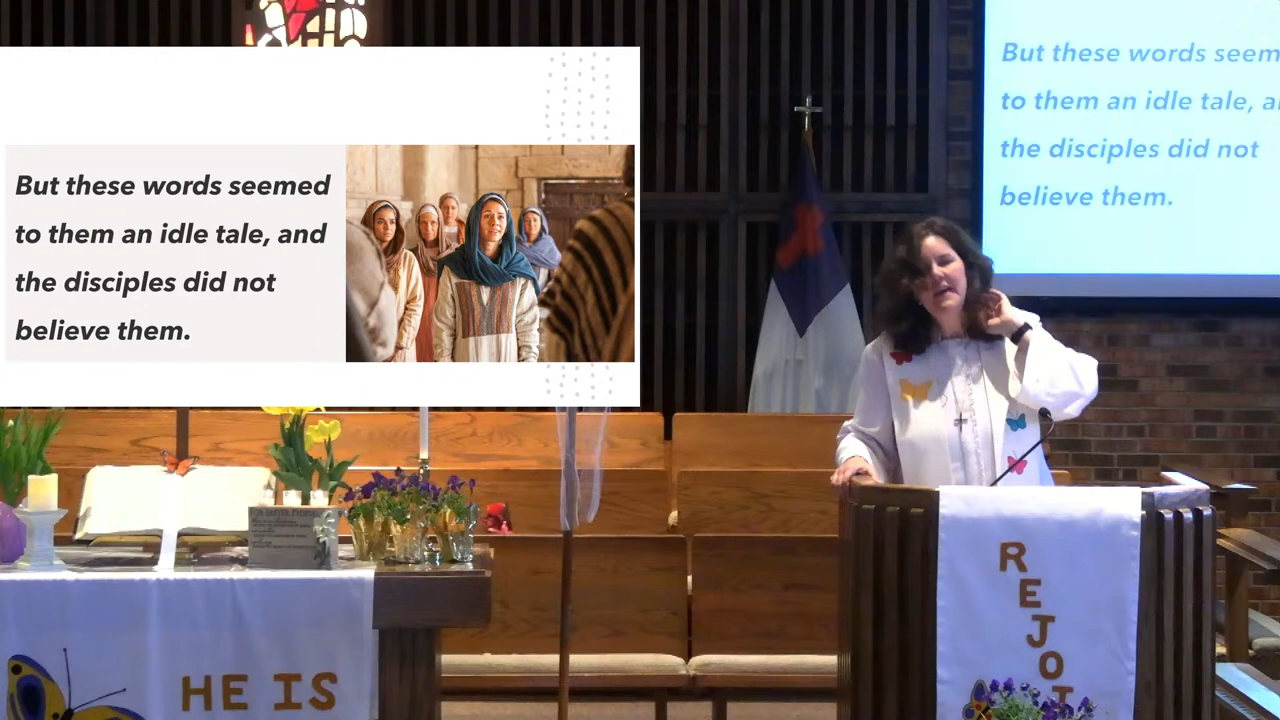 But these words seemed
to them an idle tale, and
the disciples did not
believe them.
But these words seem
to them an idle tale, a
the disciples did not
believe them.
HE IS
REJOI